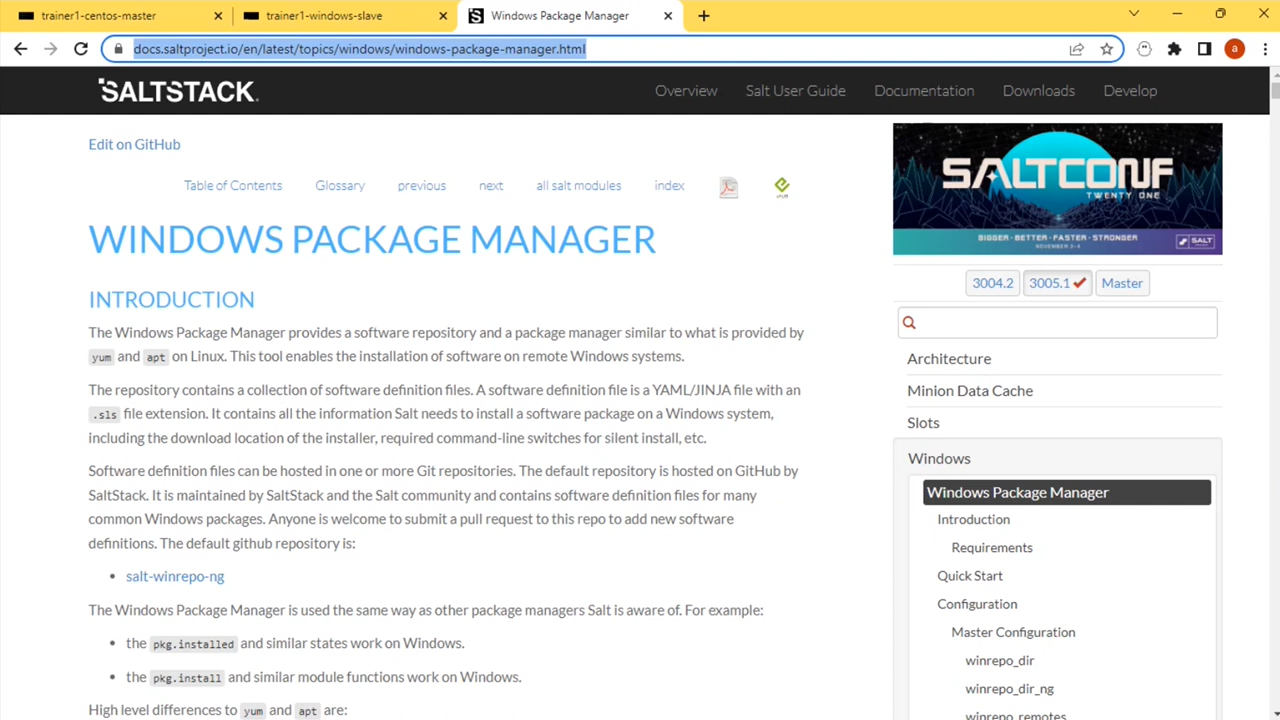 trainer1-centos-master
trainer1-windows-slave
Windows Package Manager
docs.saltproject.io/en/latest/topics/windows/windows-package-manager.html
a
SALTSTACK
Overview
Salt User Guide
Documentation
Downloads
Develop
Edit on GitHub
Table of Contents
Glossary
previous
next
all salt modules
index
WINDOWS PACKAGE MANAGER
INTRODUCTION
The Windows Package Manager provides a software repository and a package manager similar to what is provided by
yum and apt on Linux. This tool enables the installation of software on remote Windows systems.
The repository contains a collection of software definition files. A software definition file is a YAML/JINJA file with an
.sls file extension. It contains all the information Salt needs to install a software package on a Windows system,
including the download location of the installer, required command-line switches for silent install, etc.
Software definition files can be hosted in one or more Git repositories. The default repository is hosted on GitHub by
SaltStack. It is maintained by SaltStack and the Salt community and contains software definition files for many
common Windows packages. Anyone is welcome to submit a pull request to this repo to add new software
definitions. The default github repository is:
• salt-winrepo-ng
The Windows Package Manager is used the same way as other package managers Salt is aware of. For example:
• the pkg.installed and similar states work on Windows.
• the pkg.install and similar module functions work on Windows.
High level differences to yum and apt are:
SALTCONF
TWENTY ONE
BIGGER · BETTER · FASTER · STRONGER
NOVEMBER 3-4
SALT
3004.2
3005.1
Master
Architecture
Minion Data Cache
Slots
Windows
Windows Package Manager
Introduction
Requirements
Quick Start
Configuration
Master Configuration
winrepo_dir
winrepo_dir_ng
winrepo_remotes